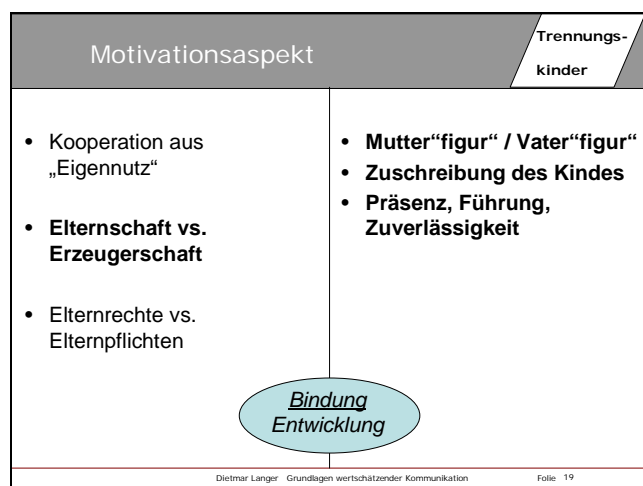 Motivationsaspekt
Trennungs-
kinder
• Kooperation aus
„Eigennutz“
• Elternschaft vs.
Erzeugerschaft
• Elternrechte vs.
Elternpflichten
• Mutter“figur“ / Vater“figur“
• Zuschreibung des Kindes
• Präsenz, Führung,
Zuverlässigkeit
Bindung
Entwicklung
Dietmar Langer Grundlagen wertschätzender Kommunikation Folie 19